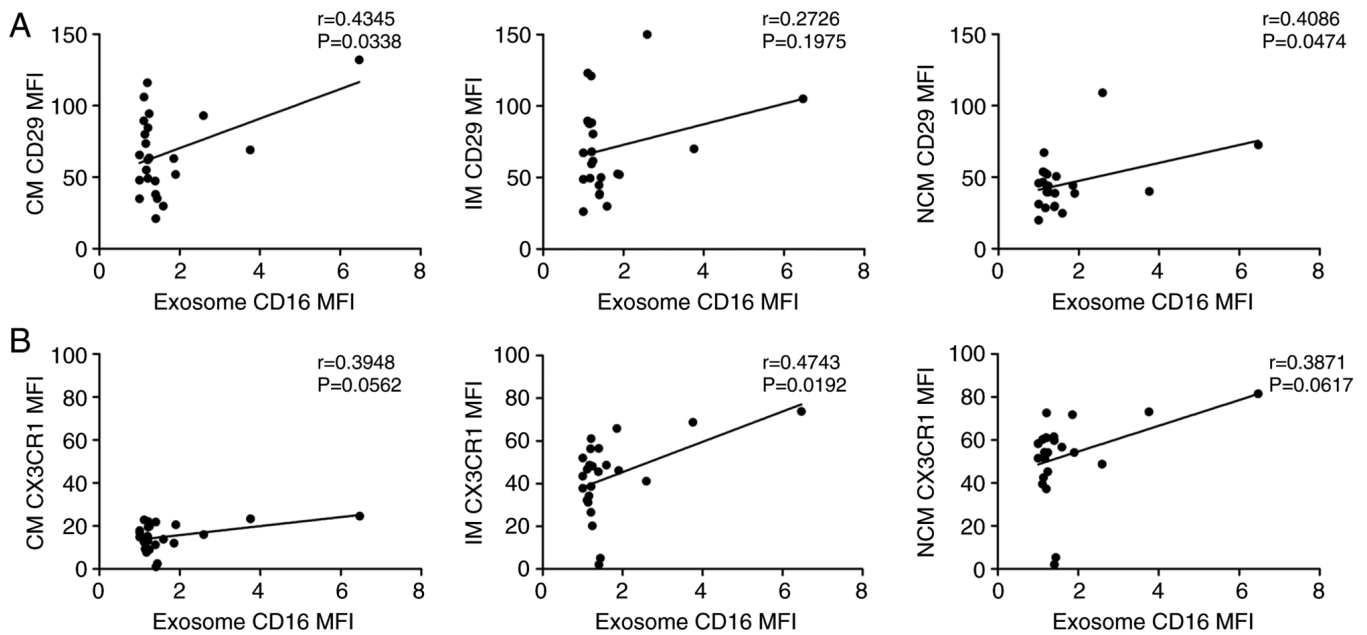 A
r=0.4345
P=0.0338
CM CD29 MFI
150
100
50
0
0 2 4 6 8
Exosome CD16 MFI
r=0.2726
P=0.1975
IM CD29 MFI
150
100
50
0
0 2 4 6 8
Exosome CD16 MFI
r=0.4086
P=0.0474
NCM CD29 MFI
150
100
50
0
0 2 4 6 8
Exosome CD16 MFI
B
r=0.3948
P=0.0562
CM CX3CR1 MFI
100
80
60
40
20
0
0 2 4 6 8
Exosome CD16 MFI
r=0.4743
P=0.0192
IM CX3CR1 MFI
100
80
60
40
20
0
0 2 4 6 8
Exosome CD16 MFI
r=0.3871
P=0.0617
NCM CX3CR1 MFI
100
80
60
40
20
0
0 2 4 6 8
Exosome CD16 MFI